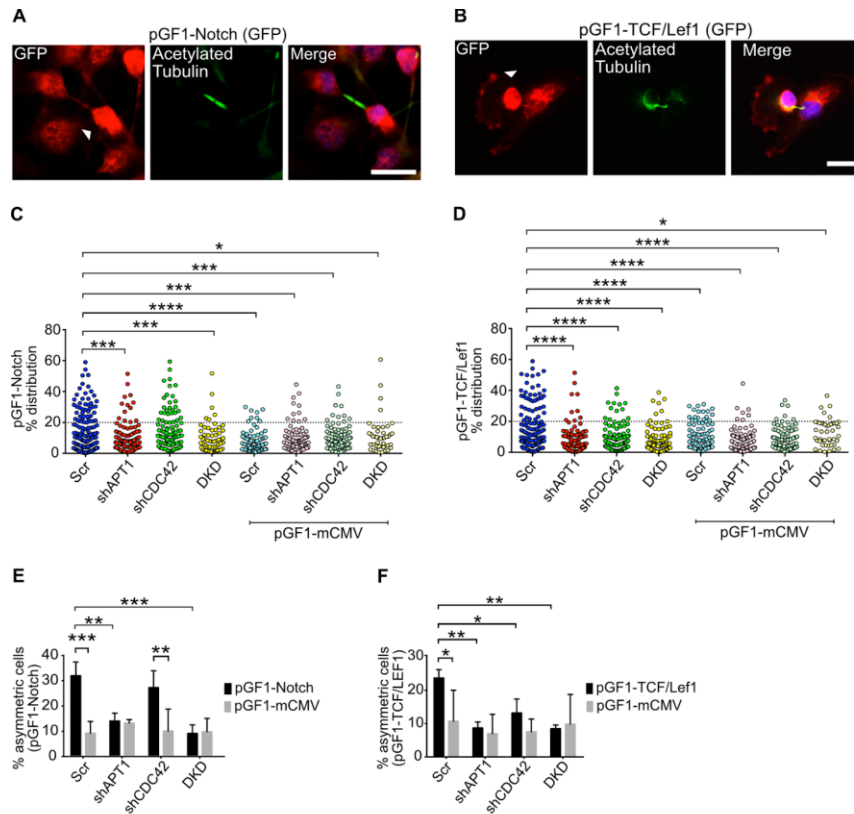 A
pGF1-Notch (GFP)
GFP
Acetylated
Tubulin
Merge
B
pGF1-TCF/Lef1 (GFP)
GFP
Acetylated
Tubulin
Merge
C
*
***
***
****
***
***
pGF1-Notch
% distribution
80
60
40
20
0
Scr
shAPT1
shCDC42
DKD
Scr
shAPT1
shCDC42
DKD
pGF1-mCMV
D
*
****
****
****
****
****
****
pGF1-TCF/Lef1
% distribution
80
60
40
20
0
Scr
shAPT1
shCDC42
DKD
Scr
shAPT1
shCDC42
DKD
pGF1-mCMV
E
***
**
***
**
% asymmetric cells
(pGF1-Notch)
60
40
20
0
Scr
shAPT1
shCDC42
DKD
pGF1-Notch
pGF1-mCMV
F
**
*
**
*
% asymmetric cells
(pGF1-TCF/LEF1)
30
20
10
0
Scr
shAPT1
shCDC42
DKD
pGF1-TCF/Lef1
pGF1-mCMV